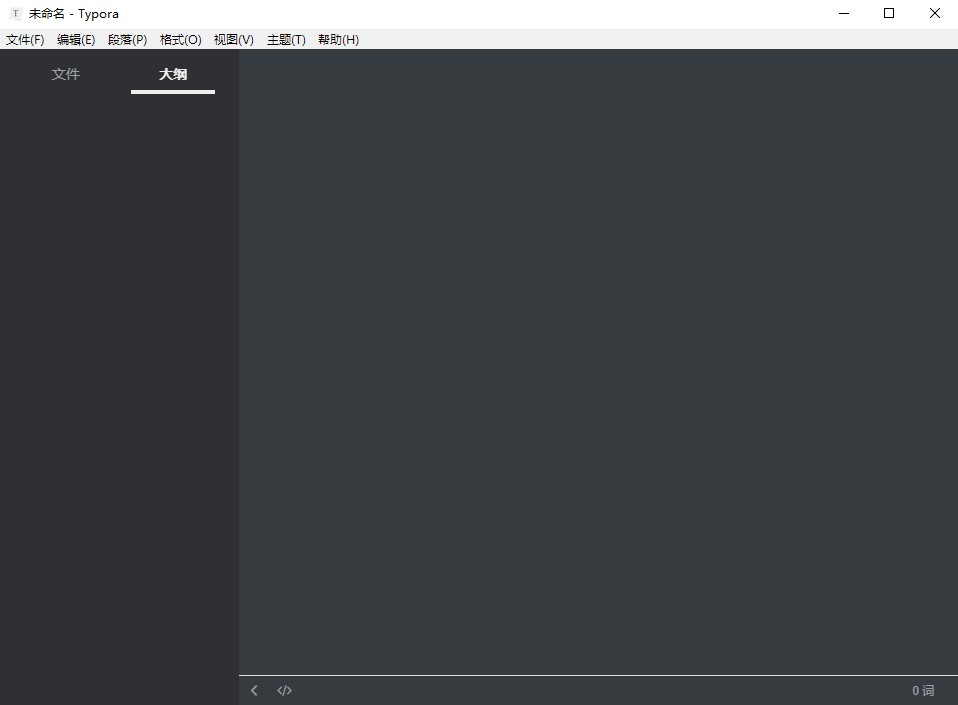 T 未命名 - Typora
文件(F) 编辑(E) 段落(P) 格式(O) 视图(V) 主题(T) 帮助(H)
文件 大纲
</> 0 词